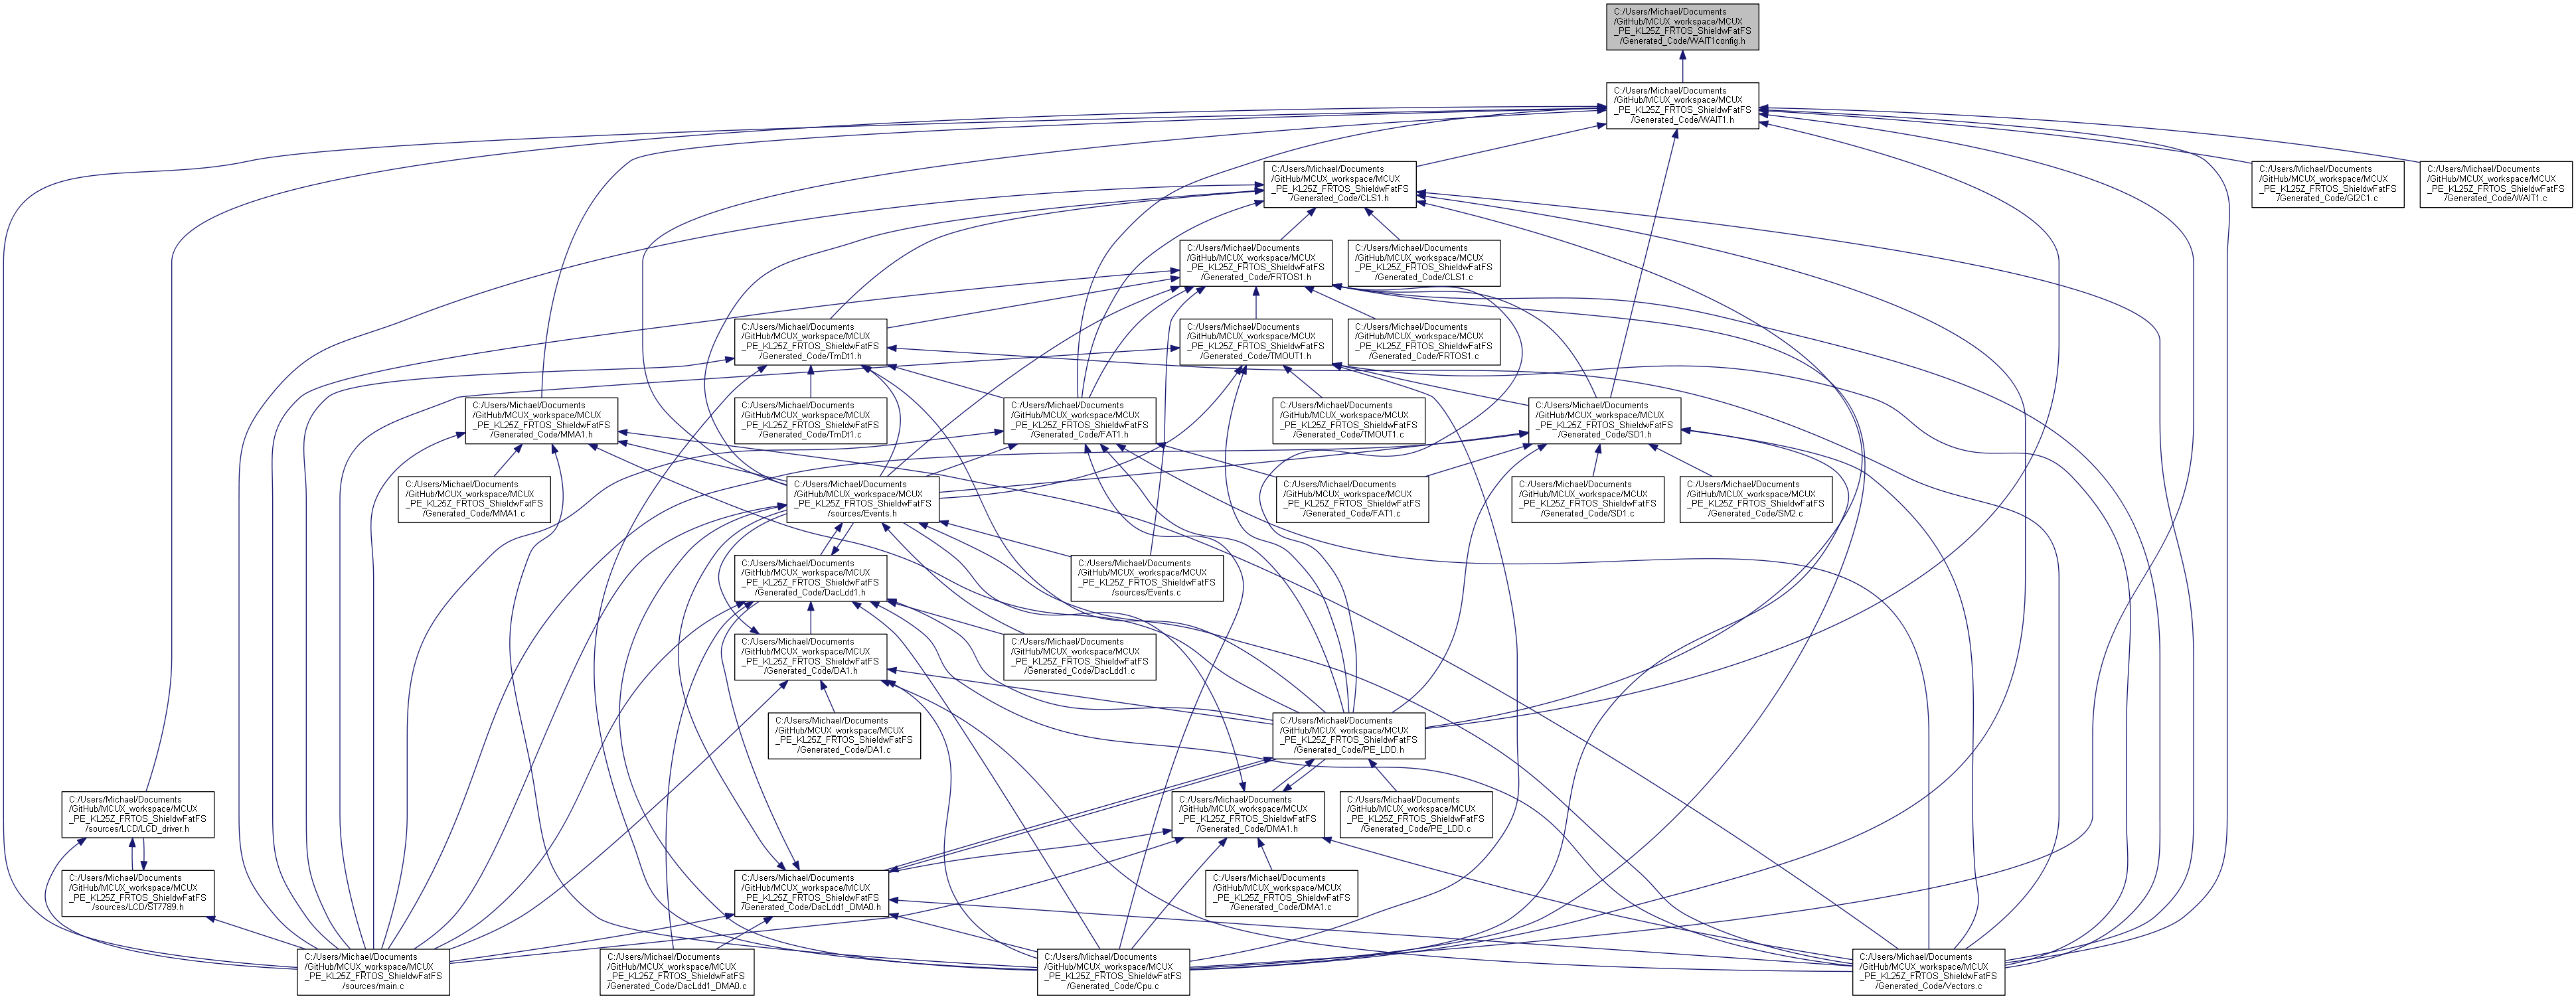 C:/Users/Michael/Documents
/GitHub/MCUX_workspace/MCUX
_PE_KL25Z_FRTOS_ShieldwFatFS
/Generated_Code/WAIT1config.h
C:/Users/Michael/Documents
/GitHub/MCUX_workspace/MCUX
_PE_KL25Z_FRTOS_ShieldwFatFS
/Generated_Code/WAIT1.h
C:/Users/Michael/Documents
/GitHub/MCUX_workspace/MCUX
_PE_KL25Z_FRTOS_ShieldwFatFS
/Generated_Code/CLS1.h
C:/Users/Michael/Documents
/GitHub/MCUX_workspace/MCUX
_PE_KL25Z_FRTOS_ShieldwFatFS
/Generated_Code/GI2C1.c
C:/Users/Michael/Documents
/GitHub/MCUX_workspace/MCUX
_PE_KL25Z_FRTOS_ShieldwFatFS
/Generated_Code/WAIT1.c
C:/Users/Michael/Documents
/GitHub/MCUX_workspace/MCUX
_PE_KL25Z_FRTOS_ShieldwFatFS
/Generated_Code/FRTOS1.h
C:/Users/Michael/Documents
/GitHub/MCUX_workspace/MCUX
_PE_KL25Z_FRTOS_ShieldwFatFS
/Generated_Code/CLS1.c
C:/Users/Michael/Documents
/GitHub/MCUX_workspace/MCUX
_PE_KL25Z_FRTOS_ShieldwFatFS
/Generated_Code/TmDt1.h
C:/Users/Michael/Documents
/GitHub/MCUX_workspace/MCUX
_PE_KL25Z_FRTOS_ShieldwFatFS
/Generated_Code/TMOUT1.h
C:/Users/Michael/Documents
/GitHub/MCUX_workspace/MCUX
_PE_KL25Z_FRTOS_ShieldwFatFS
/Generated_Code/FRTOS1.c
C:/Users/Michael/Documents
/GitHub/MCUX_workspace/MCUX
_PE_KL25Z_FRTOS_ShieldwFatFS
/Generated_Code/MMA1.h
C:/Users/Michael/Documents
/GitHub/MCUX_workspace/MCUX
_PE_KL25Z_FRTOS_ShieldwFatFS
/Generated_Code/TmDt1.c
C:/Users/Michael/Documents
/GitHub/MCUX_workspace/MCUX
_PE_KL25Z_FRTOS_ShieldwFatFS
/Generated_Code/FAT1.h
C:/Users/Michael/Documents
/GitHub/MCUX_workspace/MCUX
_PE_KL25Z_FRTOS_ShieldwFatFS
/Generated_Code/TMOUT1.c
C:/Users/Michael/Documents
/GitHub/MCUX_workspace/MCUX
_PE_KL25Z_FRTOS_ShieldwFatFS
/Generated_Code/SD1.h
C:/Users/Michael/Documents
/GitHub/MCUX_workspace/MCUX
_PE_KL25Z_FRTOS_ShieldwFatFS
/Generated_Code/MMA1.c
C:/Users/Michael/Documents
/GitHub/MCUX_workspace/MCUX
_PE_KL25Z_FRTOS_ShieldwFatFS
/sources/Events.h
C:/Users/Michael/Documents
/GitHub/MCUX_workspace/MCUX
_PE_KL25Z_FRTOS_ShieldwFatFS
/Generated_Code/FAT1.c
C:/Users/Michael/Documents
/GitHub/MCUX_workspace/MCUX
_PE_KL25Z_FRTOS_ShieldwFatFS
/Generated_Code/SD1.c
C:/Users/Michael/Documents
/GitHub/MCUX_workspace/MCUX
_PE_KL25Z_FRTOS_ShieldwFatFS
/Generated_Code/SM2.c
C:/Users/Michael/Documents
/GitHub/MCUX_workspace/MCUX
_PE_KL25Z_FRTOS_ShieldwFatFS
/Generated_Code/DacLdd1.h
C:/Users/Michael/Documents
/GitHub/MCUX_workspace/MCUX
_PE_KL25Z_FRTOS_ShieldwFatFS
/sources/Events.c
C:/Users/Michael/Documents
/GitHub/MCUX_workspace/MCUX
_PE_KL25Z_FRTOS_ShieldwFatFS
/Generated_Code/DA1.h
C:/Users/Michael/Documents
/GitHub/MCUX_workspace/MCUX
_PE_KL25Z_FRTOS_ShieldwFatFS
/Generated_Code/DacLdd1.c
C:/Users/Michael/Documents
/GitHub/MCUX_workspace/MCUX
_PE_KL25Z_FRTOS_ShieldwFatFS
/Generated_Code/DA1.c
C:/Users/Michael/Documents
/GitHub/MCUX_workspace/MCUX
_PE_KL25Z_FRTOS_ShieldwFatFS
/Generated_Code/PE_LDD.h
C:/Users/Michael/Documents
/GitHub/MCUX_workspace/MCUX
_PE_KL25Z_FRTOS_ShieldwFatFS
/sources/LCD/LCD_driver.h
C:/Users/Michael/Documents
/GitHub/MCUX_workspace/MCUX
_PE_KL25Z_FRTOS_ShieldwFatFS
/Generated_Code/DMA1.h
C:/Users/Michael/Documents
/GitHub/MCUX_workspace/MCUX
_PE_KL25Z_FRTOS_ShieldwFatFS
/Generated_Code/PE_LDD.c
C:/Users/Michael/Documents
/GitHub/MCUX_workspace/MCUX
_PE_KL25Z_FRTOS_ShieldwFatFS
/sources/LCD/ST7789.h
C:/Users/Michael/Documents
/GitHub/MCUX_workspace/MCUX
_PE_KL25Z_FRTOS_ShieldwFatFS
/Generated_Code/DacLdd1_DMA0.h
C:/Users/Michael/Documents
/GitHub/MCUX_workspace/MCUX
_PE_KL25Z_FRTOS_ShieldwFatFS
/Generated_Code/DMA1.c
C:/Users/Michael/Documents
/GitHub/MCUX_workspace/MCUX
_PE_KL25Z_FRTOS_ShieldwFatFS
/sources/main.c
C:/Users/Michael/Documents
/GitHub/MCUX_workspace/MCUX
_PE_KL25Z_FRTOS_ShieldwFatFS
/Generated_Code/DacLdd1_DMA0.c
C:/Users/Michael/Documents
/GitHub/MCUX_workspace/MCUX
_PE_KL25Z_FRTOS_ShieldwFatFS
/Generated_Code/Cpu.c
C:/Users/Michael/Documents
/GitHub/MCUX_workspace/MCUX
_PE_KL25Z_FRTOS_ShieldwFatFS
/Generated_Code/Vectors.c